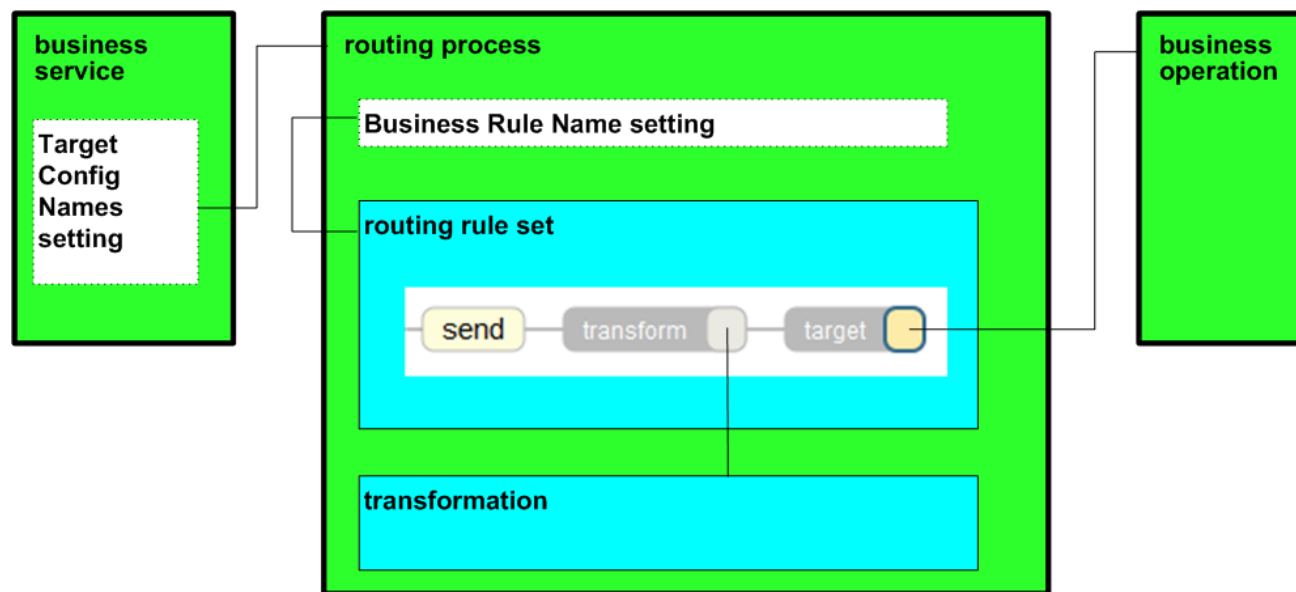 business
service
Target
Config
Names
setting
routing process
Business Rule Name setting
routing rule set
send
transform
target
transformation
business
operation